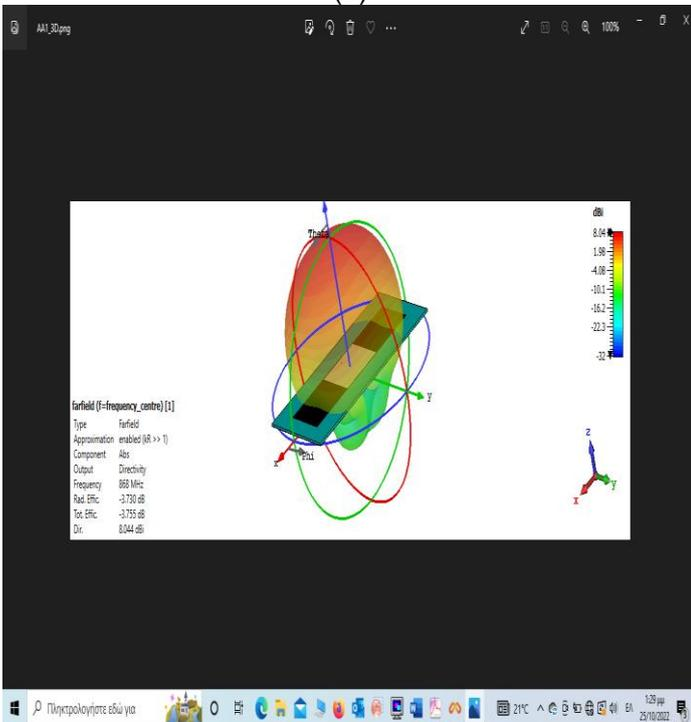 AA1_3D.png
100%
Theta
dBi
8.04
1.98
-4.08
-10.1
-16.2
-22.3
-32
y
x
Phi
z
y
x
farfield (f=frequency_centre) [1]
Type Farfield
Approximation enabled (kR >> 1)
Component Abs
Output Directivity
Frequency 868 MHz
Rad. Effic. -3.730 dB
Tot. Effic. -3.755 dB
Dir. 8.044 dBi
Πληκτρολογήστε εδώ για
21°C
ΕΛ
1:29 μμ
25/10/2022